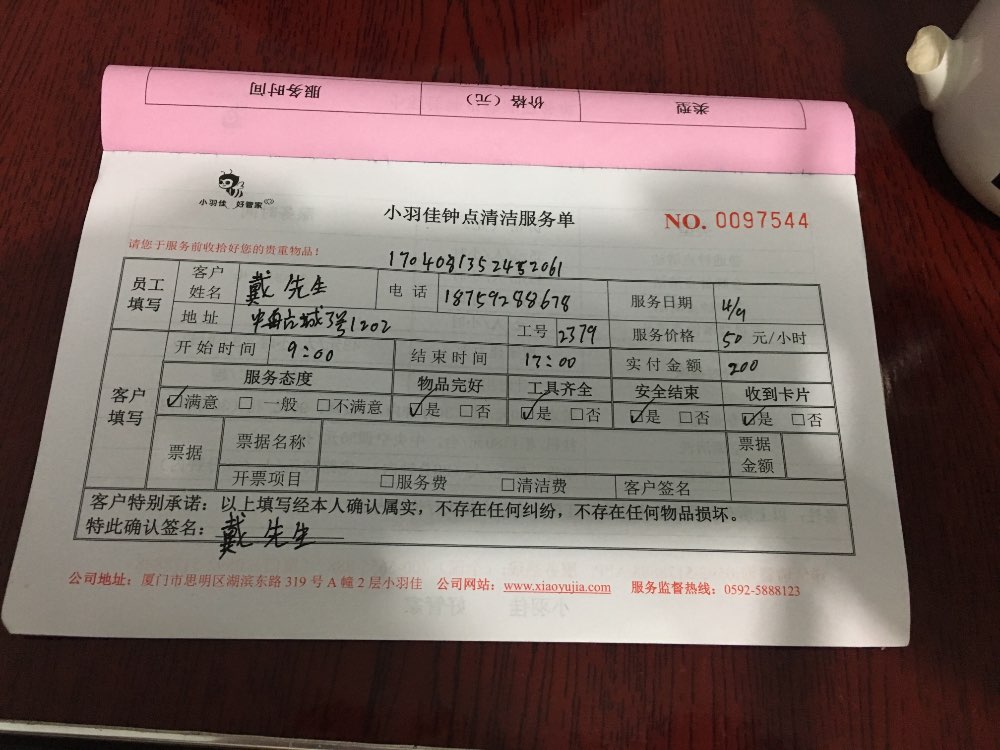 服务时间 价格（元） 类型
小羽佳 好管家
小羽佳钟点清洁服务单
NO. 0097544
请您于服务前收拾好您的贵重物品！
员工填写 客户姓名 戴先生 电话 18759288678 服务日期 4/9
地址 3号1202 工号 2379 服务价格 50 元/小时
客户填写 开始时间 9:00 结束时间 17:00 实付金额 200
服务态度 物品完好 工具齐全 安全结束 收到卡片
☑满意 □一般 □不满意 ☑是 □否 ☑是 □否 ☑是 □否 ☑是 □否
票据 票据名称 票据金额
开票项目 □服务费 □清洁费 客户签名
客户特别承诺：以上填写经本人确认属实，不存在任何纠纷，不存在任何物品损坏。
特此确认签名：戴先生
公司地址：厦门市思明区湖滨东路 319 号 A 幢 2 层小羽佳 公司网站：www.xiaoyujia.com 服务监督热线：0592-5888123